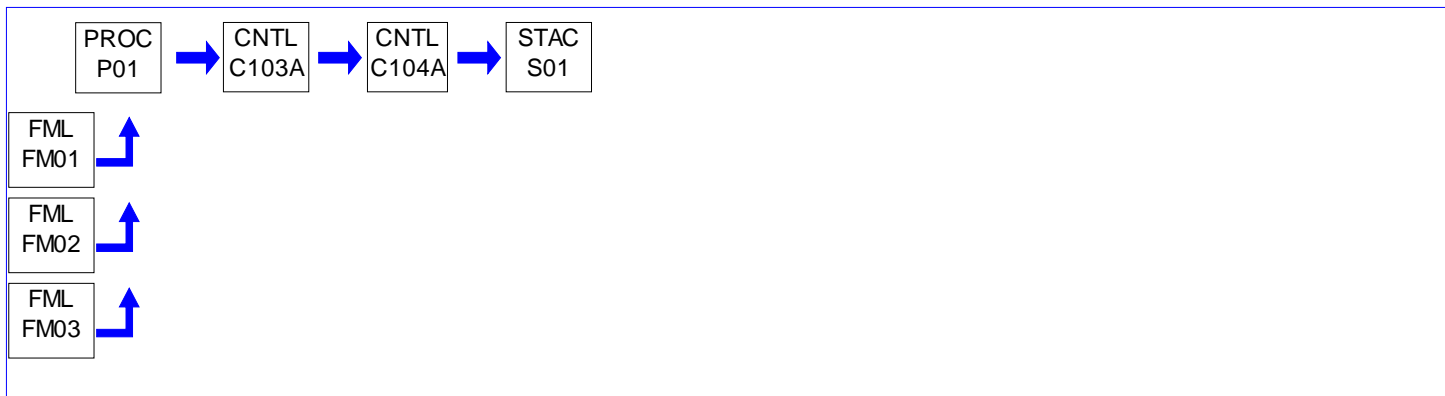 PROC
P01
CNTL
C103A
CNTL
C104A
STAC
S01
FML
FM01
FML
FM02
FML
FM03